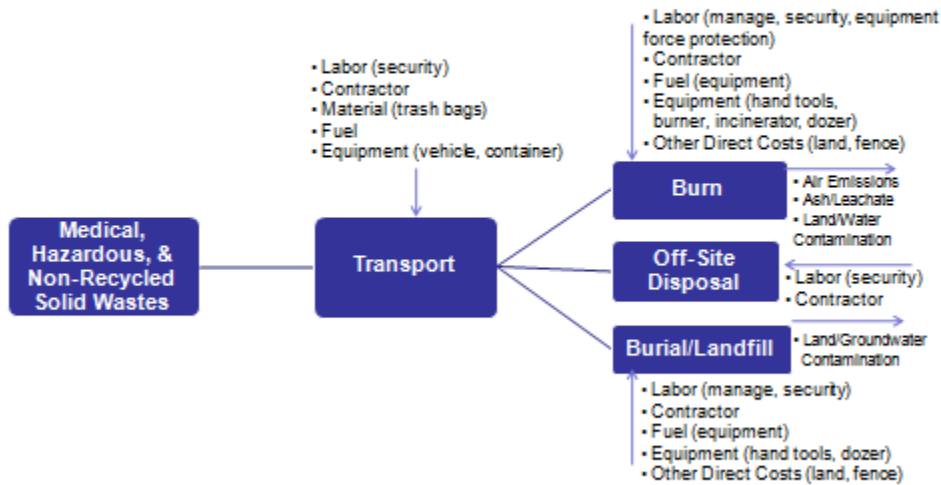 • Labor (manage, security, equipment
force protection)
• Contractor
• Fuel (equipment)
• Equipment (hand tools,
burner, incinerator, dozer)
• Other Direct Costs (land, fence)
• Labor (security)
• Contractor
• Material (trash bags)
• Fuel
• Equipment (vehicle, container)
Medical,
Hazardous, &
Non-Recycled
Solid Wastes
Transport
Burn
• Air Emissions
• Ash/Leachate
• Land/Water
Contamination
Off-Site
Disposal
• Labor (security)
• Contractor
Burial/Landfill
• Land/Groundwater
Contamination
• Labor (manage, security)
• Contractor
• Fuel (equipment)
• Equipment (hand tools, dozer)
• Other Direct Costs (land, fence)